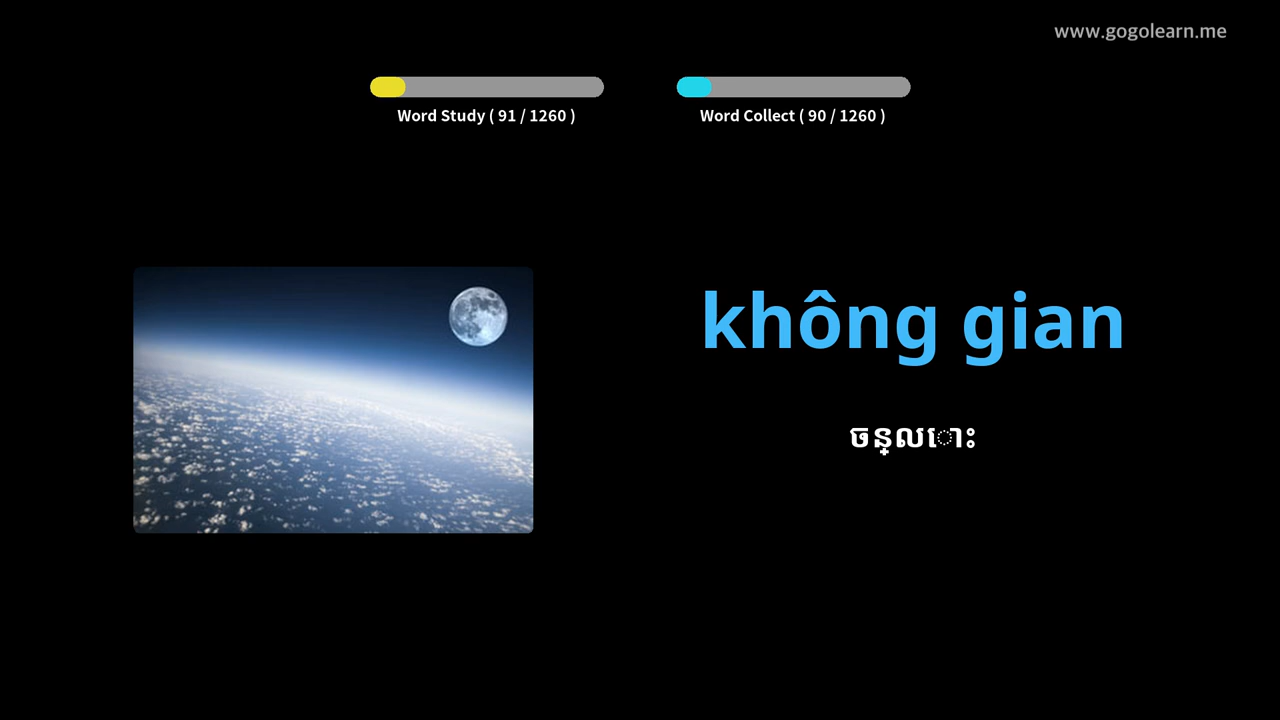 www.gogolearn.me
Word Study ( 91 / 1260 )
Word Collect ( 90 / 1260 )
không gian
ចន្លោះ